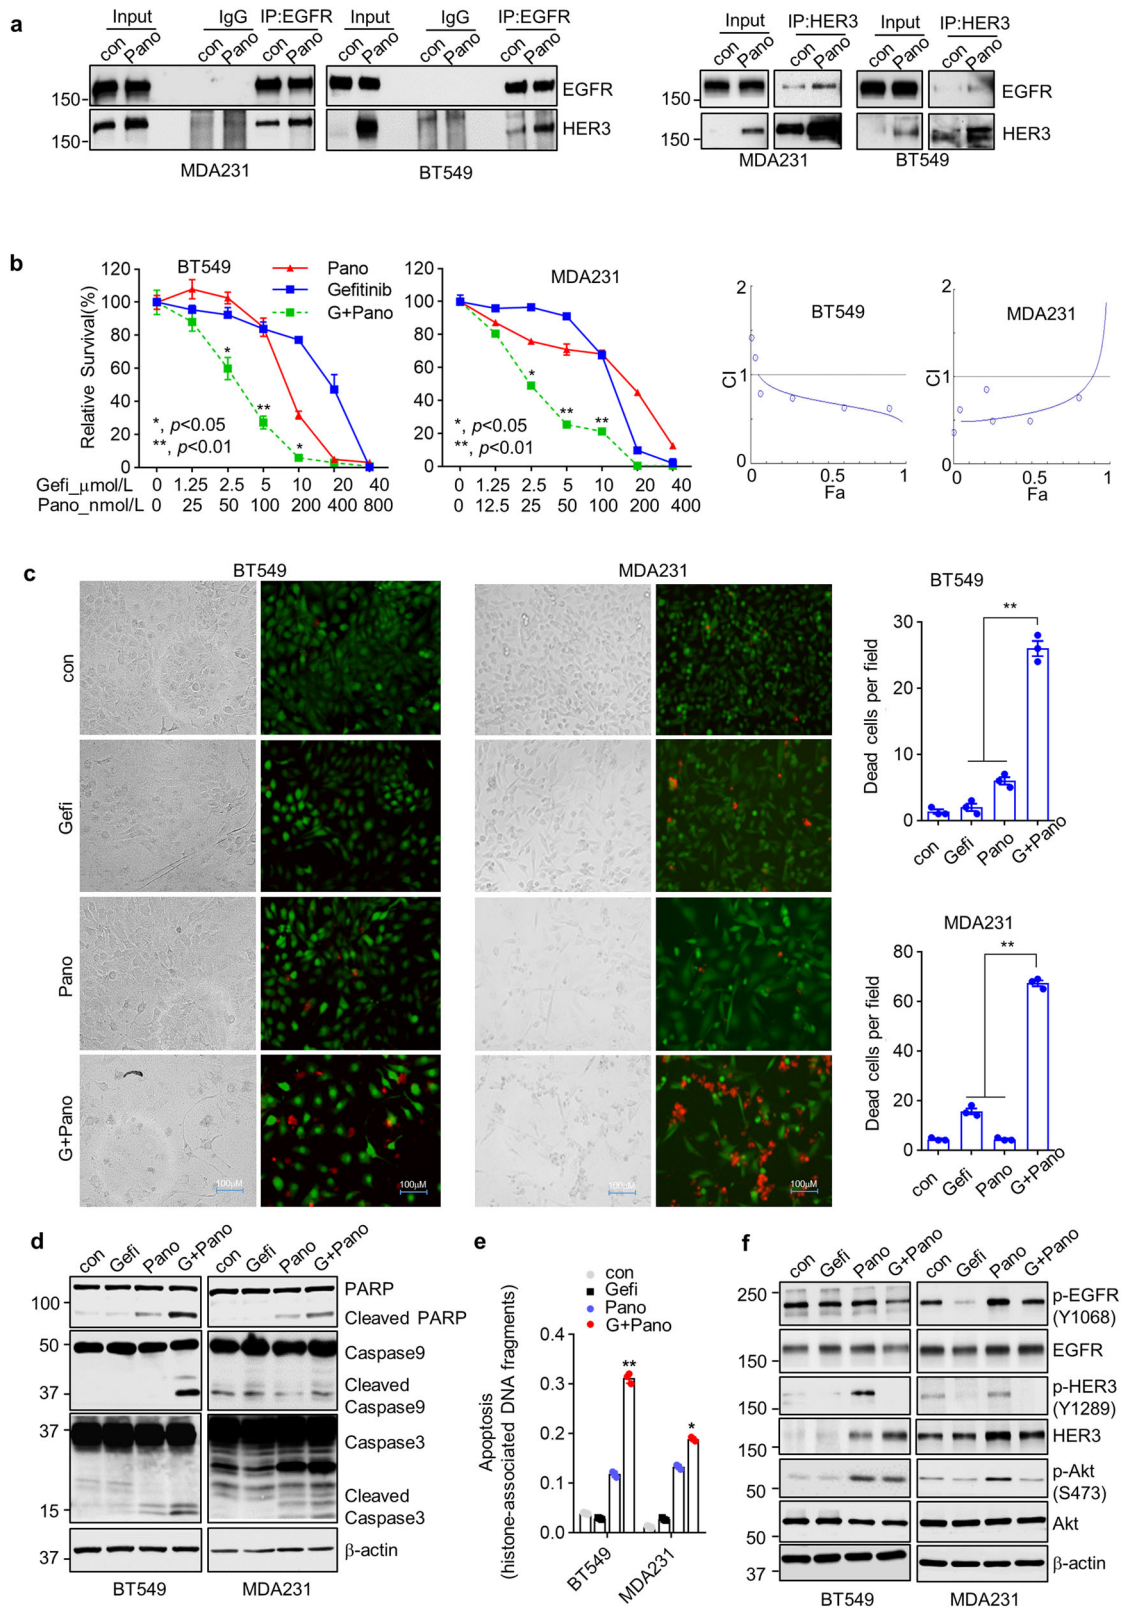 a
Input IgG IP:EGFR Input IgG IP:EGFR
con Pano con Pano con Pano con Pano con Pano con Pano
150
EGFR
150
HER3
MDA231 BT549
Input IP:HER3 Input IP:HER3
con Pano con Pano con Pano con Pano
150
EGFR
150
HER3
MDA231 BT549
b
BT549
Pano
Gefitinib
G+Pano
Relative Survival(%)
120
100
80
60
40
20
0
*
**
*
*, p<0.05
**, p<0.01
Gefi_μmol/L 0 1.25 2.5 5 10 20 40
Pano_nmol/L 0 25 50 100 200 400 800
MDA231
120
100
80
60
40
20
0
*
**
**
*, p<0.05
**, p<0.01
0 1.25 2.5 5 10 20 40
0 12.5 25 50 100 200 400
BT549
2
1
0
CI
0 0.5 1
MDA231
2
1
0
CI
0 0.5 1
Fa
Fa
c
BT549
MDA231
con
Gefi
Pano
G+Pano
100μM
100μM
100μM
100μM
BT549
Dead cells per field
30
20
10
0
**
con Gefi Pano G+Pano
MDA231
Dead cells per field
80
60
40
20
0
**
con Gefi Pano G+Pano
d
con Gefi Pano G+Pano con Gefi Pano G+Pano
PARP
100
Cleaved PARP
50
Caspase9
37
Cleaved
Caspase9
37
Caspase3
15
Cleaved
Caspase3
37
β-actin
BT549 MDA231
e
con
Gefi
Pano
G+Pano
Apoptosis
(histone-associated DNA fragments)
0.4
0.3
0.2
0.1
0.0
**
*
BT549
MDA231
f
con Gefi Pano G+Pano con Gefi Pano G+Pano
250
p-EGFR
(Y1068)
150
EGFR
150
p-HER3
(Y1289)
150
HER3
50
p-Akt
(S473)
50
Akt
37
β-actin
BT549 MDA231